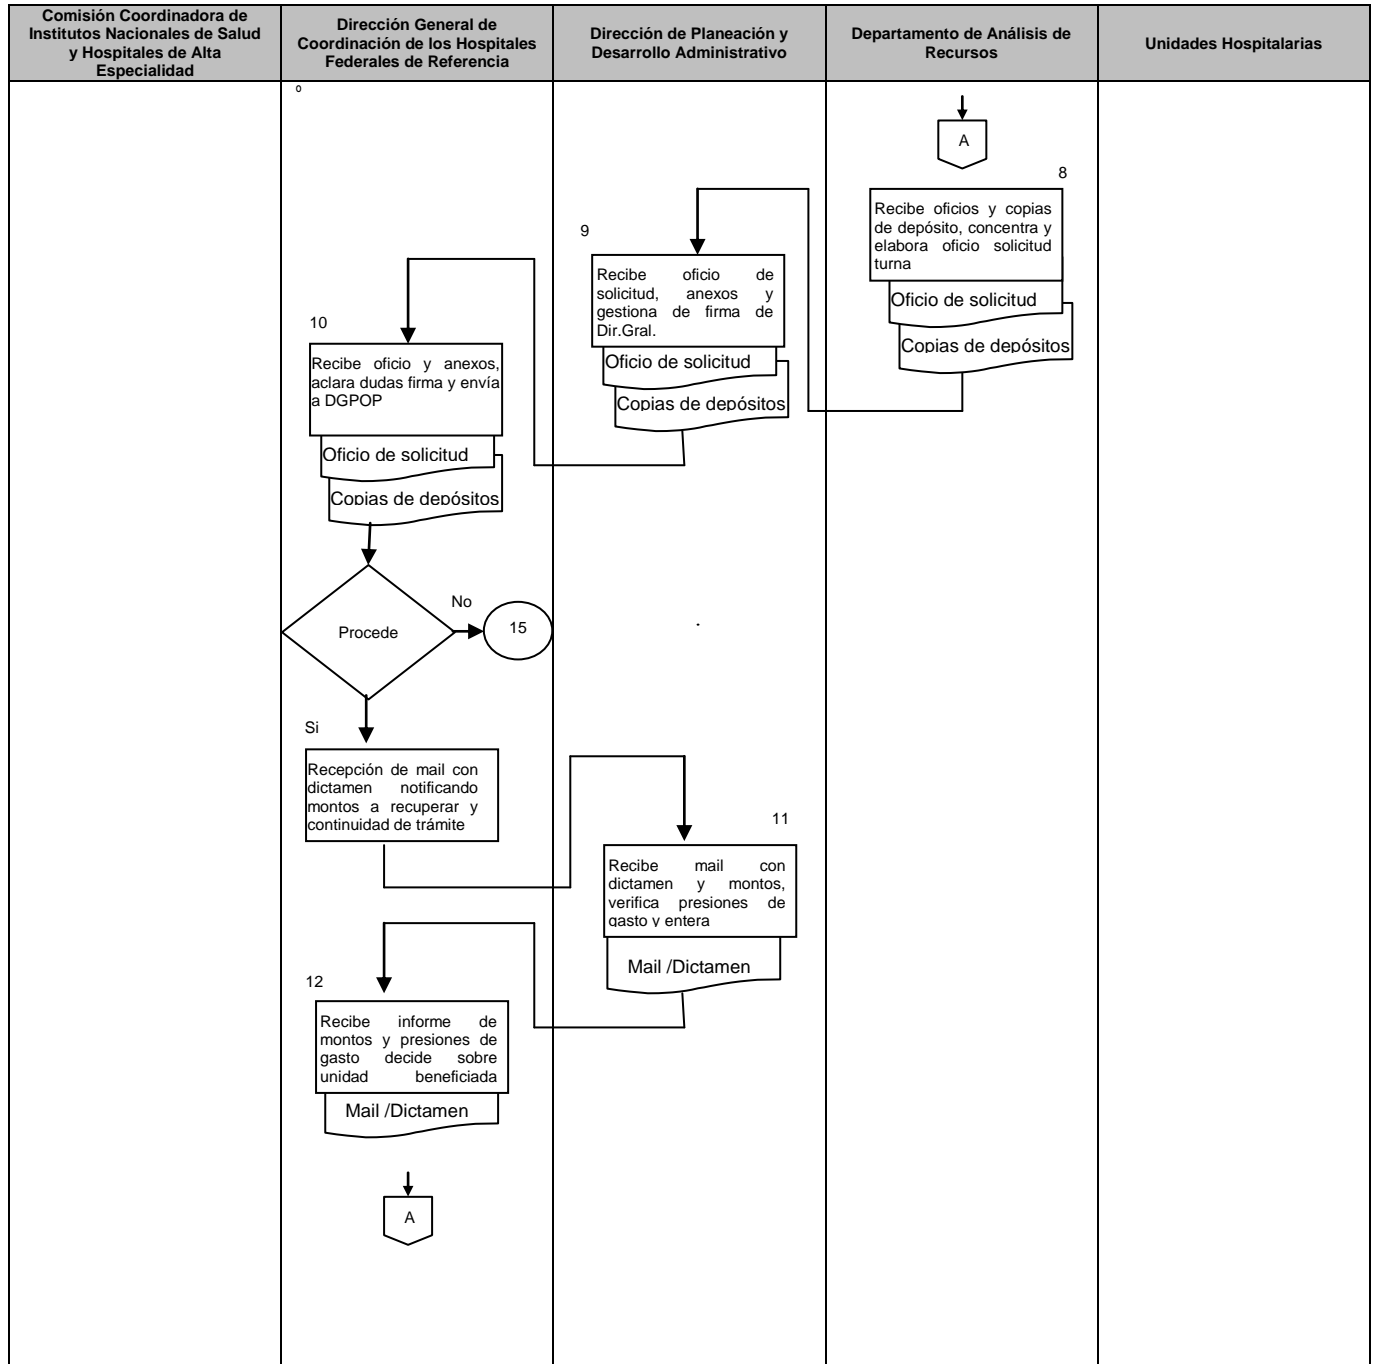 Comisión Coordinadora de
Institutos Nacionales de Salud
y Hospitales de Alta
Especialidad
Dirección General de
Coordinación de los Hospitales
Federales de Referencia
Dirección de Planeación y
Desarrollo Administrativo
Departamento de Análisis de
Recursos
Unidades Hospitalarias
o
A
8
Recibe oficios y copias
de depósito, concentra y
elabora oficio solicitud
turna
Oficio de solicitud
Copias de depósitos
9
Recibe oficio de
solicitud, anexos y
gestiona de firma de
Dir.Gral.
Oficio de solicitud
Copias de depósitos
10
Recibe oficio y anexos,
aclara dudas firma y envía
a DGPOP
Oficio de solicitud
Copias de depósitos
Procede
No
15
Si
Recepción de mail con
dictamen notificando
montos a recuperar y
continuidad de trámite
11
Recibe mail con
dictamen y montos,
verifica presiones de
gasto y entera
Mail /Dictamen
12
Recibe informe de
montos y presiones de
gasto decide sobre
unidad beneficiada
Mail /Dictamen
A